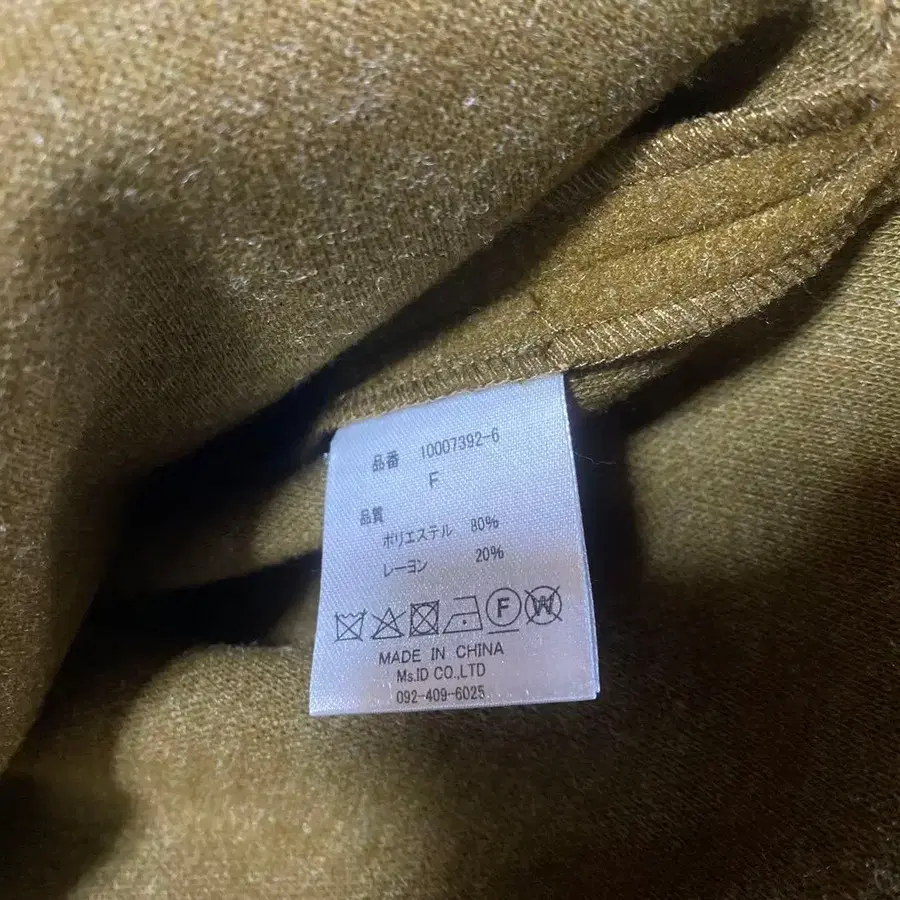 品番 10007392-6
F
品質
ポリエステル 80%
レーヨン 20%
F W
MADE IN CHINA
Ms.ID CO.,LTD
092-409-6025